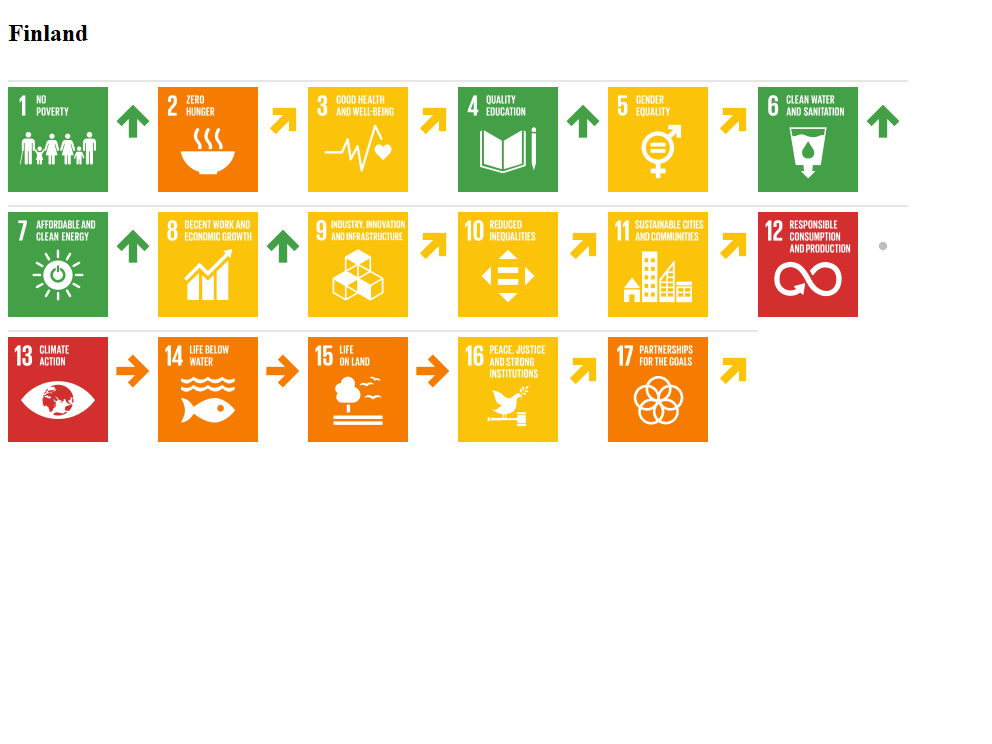 Finland
1 NO
POVERTY
2 ZERO
HUNGER
3 GOOD HEALTH
AND WELL-BEING
4 QUALITY
EDUCATION
5 GENDER
EQUALITY
6 CLEAN WATER
AND SANITATION
7 AFFORDABLE AND
CLEAN ENERGY
8 DECENT WORK AND
ECONOMIC GROWTH
9 INDUSTRY, INNOVATION
AND INFRASTRUCTURE
10 REDUCED
INEQUALITIES
11 SUSTAINABLE CITIES
AND COMMUNITIES
12 RESPONSIBLE
CONSUMPTION
AND PRODUCTION
13 CLIMATE
ACTION
14 LIFE BELOW
WATER
15 LIFE
ON LAND
16 PEACE, JUSTICE
AND STRONG
INSTITUTIONS
17 PARTNERSHIPS
FOR THE GOALS